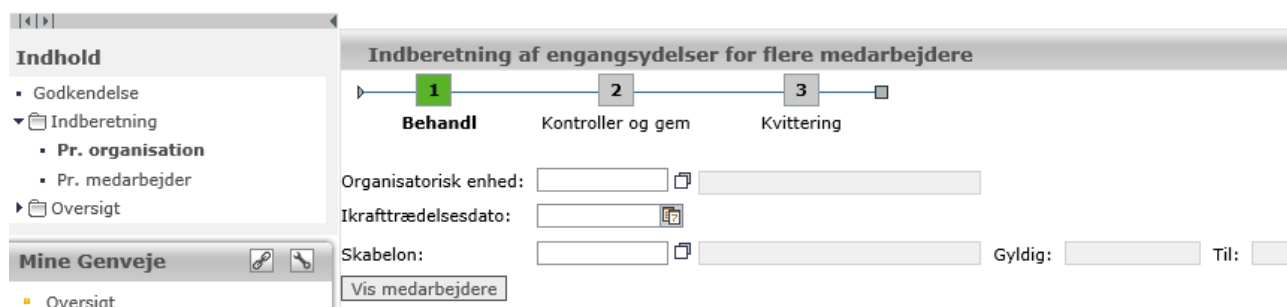 Indhold
Godkendelse
Indberetning
Pr. organisation
Pr. medarbejder
Oversigt
Mine Genveje
Oversigt
Indberetning af engangsydelser for flere medarbejdere
1 2 3
Behandl Kontroller og gem Kvittering
Organisatorisk enhed:
Ikrafttrædelsesdato:
Skabelon: Gyldig: Til:
Vis medarbejdere